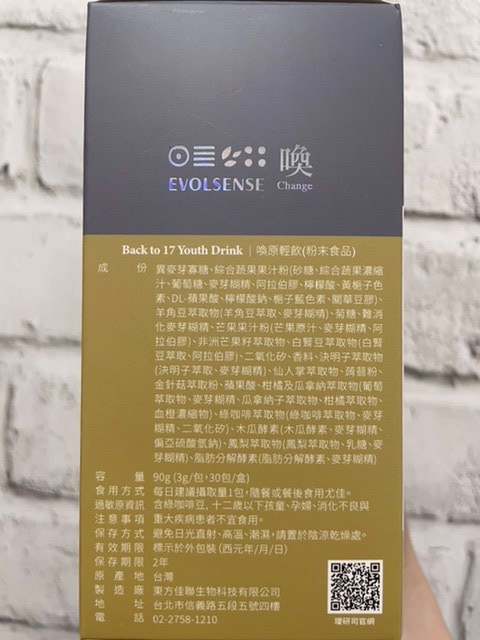 喚
EVOLSENSE Change
Back to 17 Youth Drink｜喚原輕飲(粉末食品)
成份 異麥芽寡糖、綜合蔬果果汁粉(砂糖、綜合蔬果濃縮
汁、葡萄糖、麥芽糊精、阿拉伯膠、檸檬酸、黃梔子色
素、DL-蘋果酸、檸檬酸鈉、梔子藍色素、關華豆膠)、
羊角豆萃取物(羊角豆萃取、麥芽糊精)、菊糖、難消
化麥芽糊精、芒果果汁粉(芒果原汁、麥芽糊精、阿
拉伯膠)、非洲芒果籽萃取物、白腎豆萃取物(白腎
豆萃取、阿拉伯膠)、二氧化矽、香料、決明子萃取物
(決明子萃取、麥芽糊精)、仙人掌萃取物、蒟蒻粉、
金針菇萃取粉、蘋果酸、柑橘及瓜拿納萃取物(葡萄
萃取物、麥芽糊精、瓜拿納子萃取物、柑橘萃取物、
血橙濃縮物)、綠咖啡萃取物(綠咖啡萃取物、麥芽
糊精、二氧化矽)、木瓜酵素(木瓜酵素、麥芽糊精、
偏亞硫酸氫鈉)、鳳梨萃取物(鳳梨萃取物、乳糖、麥
芽糊精)、脂肪分解酵素(脂肪分解酵素、麥芽糊精)
容量 90g (3g/包，30包/盒)
食用方式 每日建議攝取量1包，隨餐或餐後食用尤佳。
過敏原資訊 含綠咖啡豆，十二歲以下孩童、孕婦、消化不良與
注意事項 重大疾病患者不宜食用。
保存方式 避免日光直射、高溫、潮濕，請置於陰涼乾燥處。
有效期限 標示於外包裝 (西元年/月/日)
保存期限 2年
原產地 台灣
製造廠 東方佳聯生物科技有限公司
地址 台北市信義路五段五號四樓
電話 02-2758-1210
璦研司官網